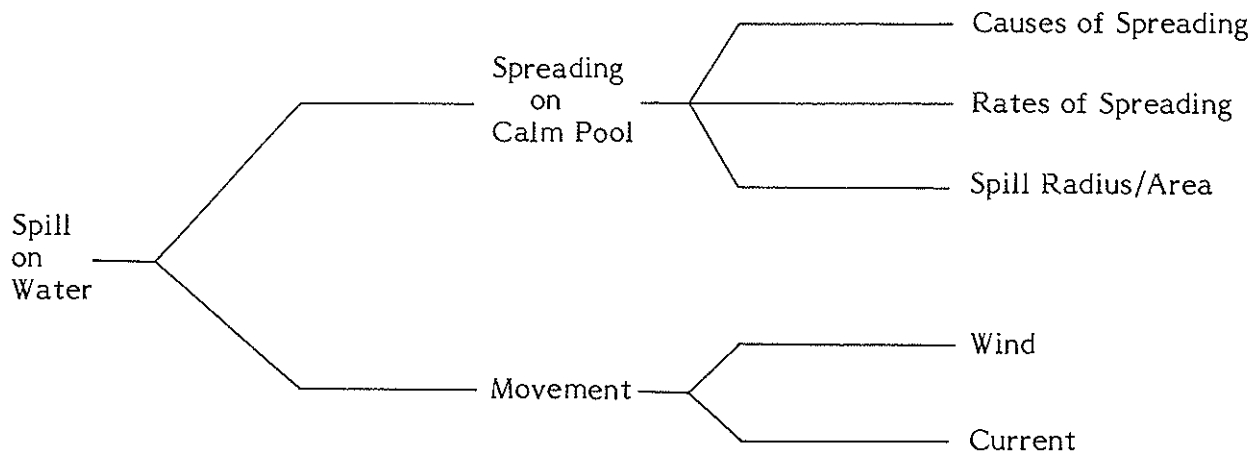 Causes of Spreading
Spreading
on
Calm Pool
Rates of Spreading
Spill Radius/Area
Spill
on
Water
Wind
Movement
Current